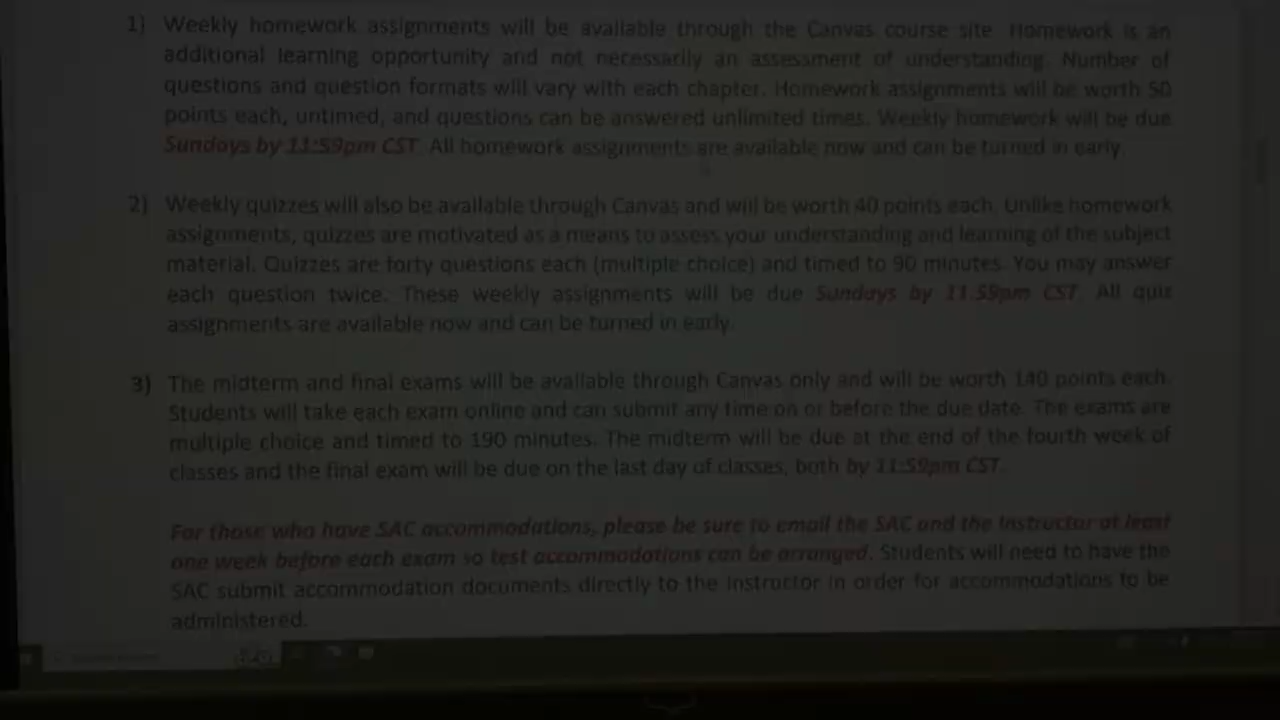 1) Weekly homework assignments will be available through the Canvas course site. Homework is an
additional learning opportunity and not necessarily an assessment of understanding. Number of
questions and question formats will vary with each chapter. Homework assignments will be worth 50
points each, untimed, and questions can be answered unlimited times. Weekly homework will be due
Sundays by 11:59pm CST. All homework assignments are available now and can be turned in early.
2) Weekly quizzes will also be available through Canvas and will be worth 40 points each. Unlike homework
assignments, quizzes are motivated as a means to assess your understanding and learning of the subject
material. Quizzes are forty questions each (multiple choice) and timed to 90 minutes. You may answer
each question twice. These weekly assignments will be due Sundays by 11:59pm CST. All quiz
assignments are available now and can be turned in early.
3) The midterm and final exams will be available through Canvas only and will be worth 140 points each.
Students will take each exam online and can submit any time on or before the due date. The exams are
multiple choice and timed to 190 minutes. The midterm will be due at the end of the fourth week of
classes and the final exam will be due on the last day of classes, both by 11:59pm CST.
For those who have SAC accommodations, please be sure to email the SAC and the instructor at least
one week before each exam so test accommodations can be arranged. Students will need to have the
SAC submit accommodation documents directly to the instructor in order for accommodations to be
administered.